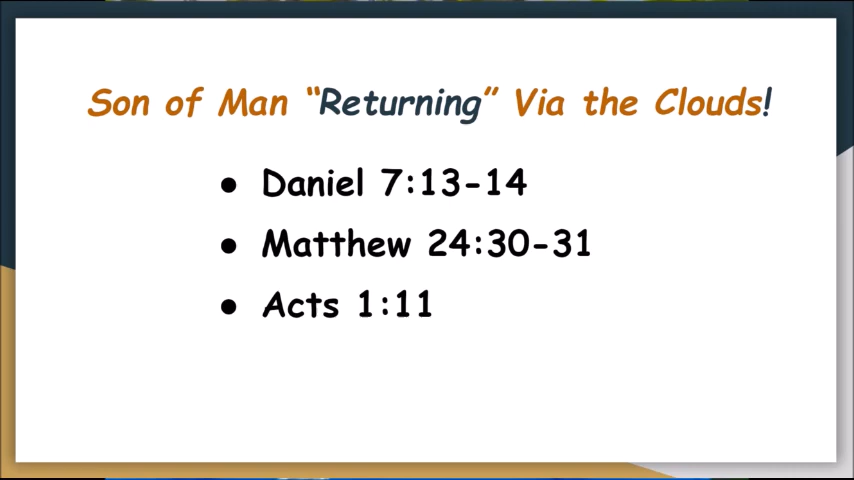 Son of Man “Returning” Via the Clouds!
● Daniel 7:13-14
● Matthew 24:30-31
● Acts 1:11